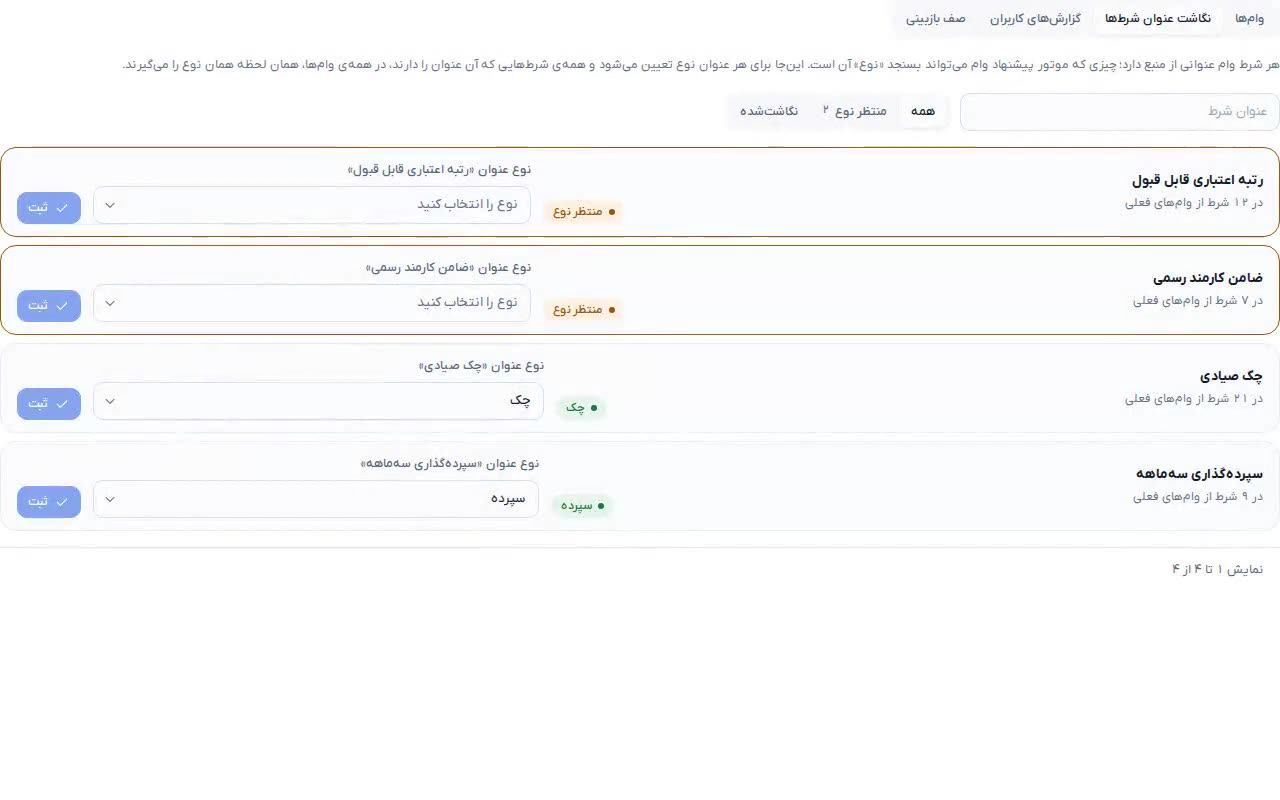 وام‌ها
نگاشت عنوان شرط‌ها
گزارش‌های کاربران
صف بازبینی
هر شرط وام عنوانی از منبع دارد؛ چیزی که موتور پیشنهاد وام می‌تواند بسنجد «نوع» آن است. این‌جا برای هر عنوان نوع تعیین می‌شود و همه‌ی شرط‌هایی که آن عنوان را دارند، در همه‌ی وام‌ها، همان لحظه همان نوع را می‌گیرند.
عنوان شرط
همه
منتظر نوع ۲
نگاشت‌شده
رتبه اعتباری قابل قبول
در ۱۲ شرط از وام‌های فعلی
منتظر نوع
نوع عنوان «رتبه اعتباری قابل قبول»
نوع را انتخاب کنید
ثبت
ضامن کارمند رسمی
در ۷ شرط از وام‌های فعلی
منتظر نوع
نوع عنوان «ضامن کارمند رسمی»
نوع را انتخاب کنید
ثبت
چک صیادی
در ۲۱ شرط از وام‌های فعلی
چک
نوع عنوان «چک صیادی»
چک
ثبت
سپرده‌گذاری سه‌ماهه
در ۹ شرط از وام‌های فعلی
سپرده
نوع عنوان «سپرده‌گذاری سه‌ماهه»
سپرده
ثبت
نمایش ۱ تا ۴ از ۴